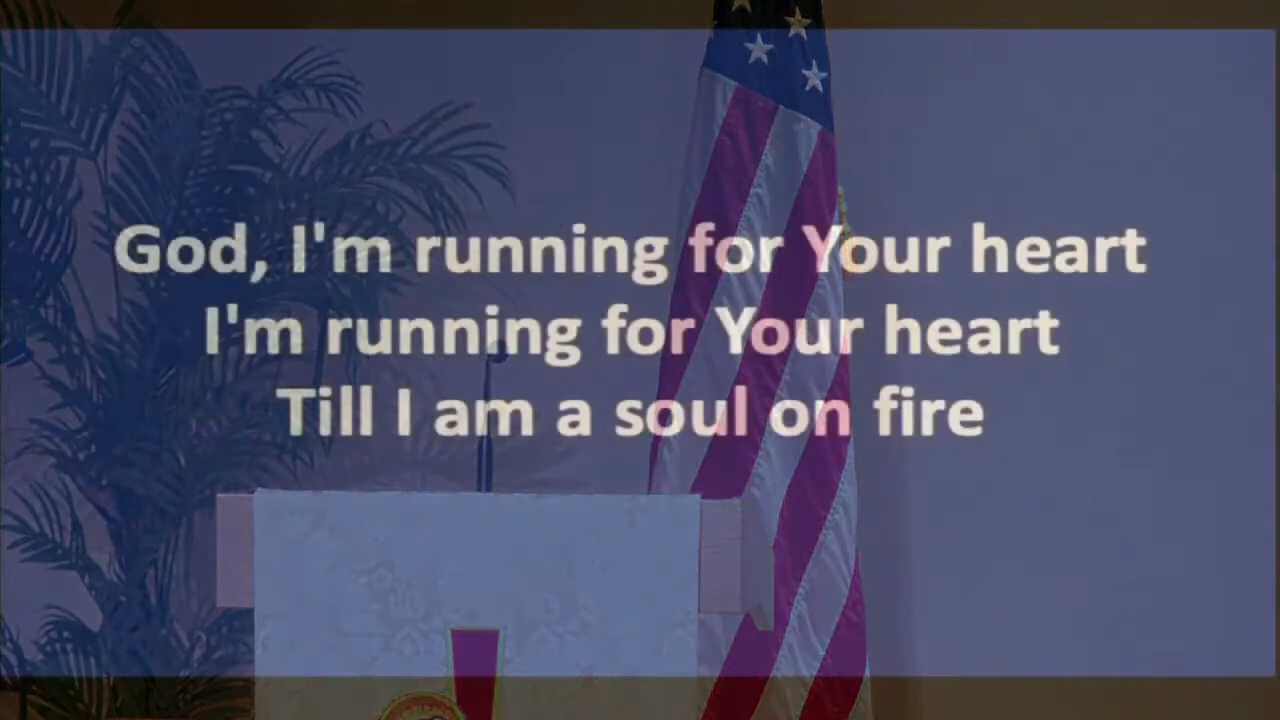 God, I'm running for Your heart
I'm running for Your heart
Till I am a soul on fire